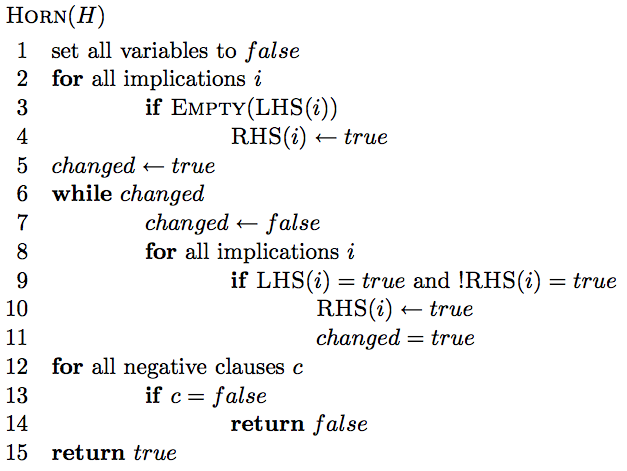 HORN(H)
1 set all variables to false
2 for all implications i
3 if EMPTY(LHS(i))
4 RHS(i) ← true
5 changed ← true
6 while changed
7 changed ← false
8 for all implications i
9 if LHS(i) = true and !RHS(i) = true
10 RHS(i) ← true
11 changed = true
12 for all negative clauses c
13 if c = false
14 return false
15 return true